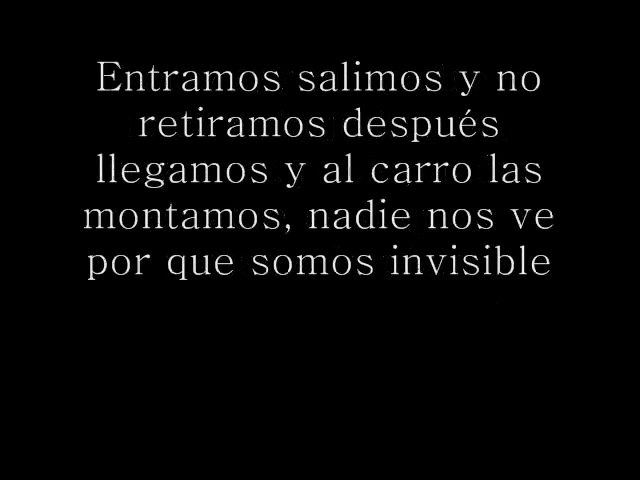 Entramos salimos y no
retiramos después
llegamos y al carro las
montamos, nadie nos ve
por que somos invisible